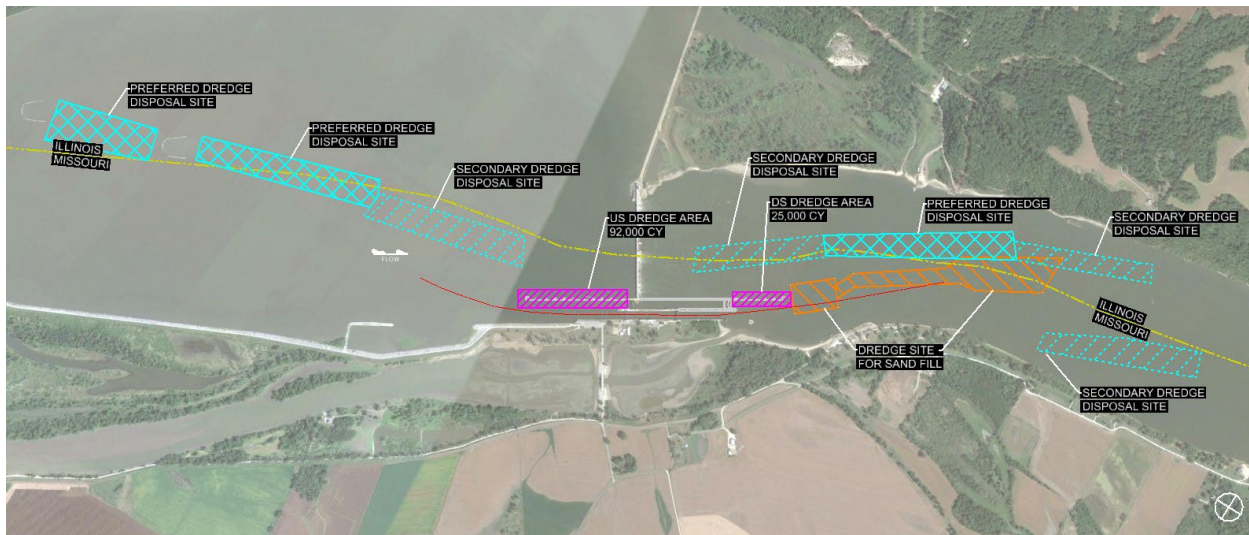 PREFERRED DREDGE
DISPOSAL SITE
ILLINOIS
MISSOURI
PREFERRED DREDGE
DISPOSAL SITE
SECONDARY DREDGE
DISPOSAL SITE
FLOW
US DREDGE AREA
92,000 CY
SECONDARY DREDGE
DISPOSAL SITE
DS DREDGE AREA
25,000 CY
PREFERRED DREDGE
DISPOSAL SITE
SECONDARY DREDGE
DISPOSAL SITE
ILLINOIS
MISSOURI
DREDGE SITE
FOR SAND FILL
SECONDARY DREDGE
DISPOSAL SITE